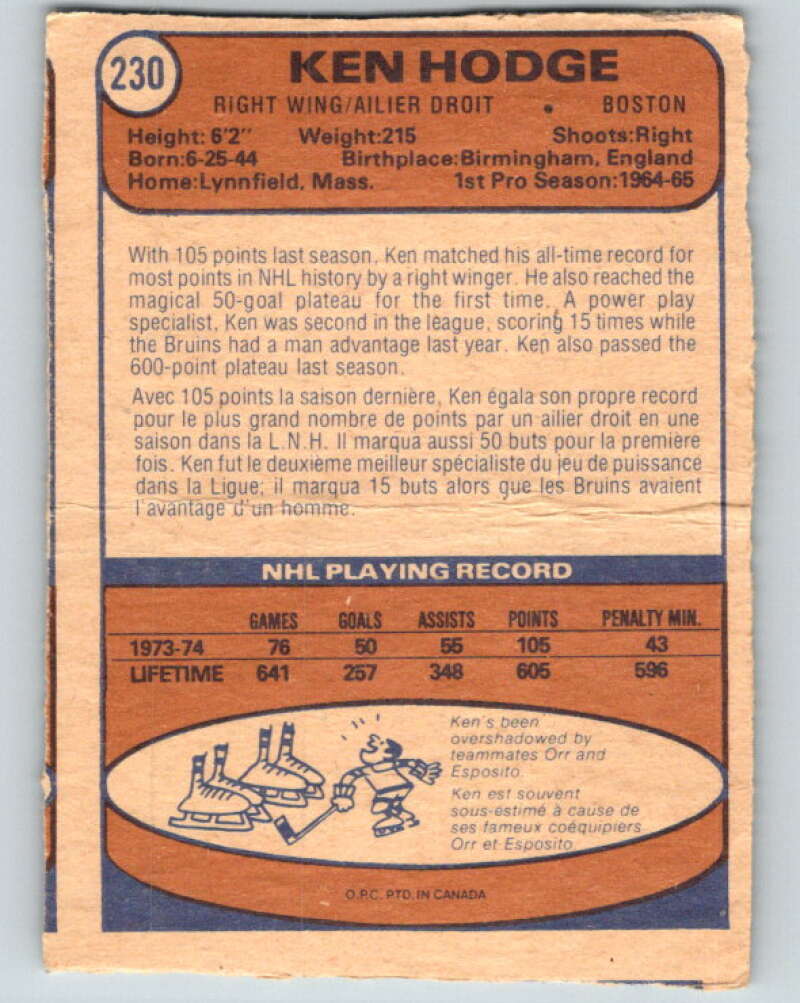 230
KEN HODGE
RIGHT WING/AILIER DROIT • BOSTON
Height: 6'2" Weight:215 Shoots:Right
Born:6-25-44 Birthplace:Birmingham, England
Home:Lynnfield, Mass. 1st Pro Season:1964-65
With 105 points last season, Ken matched his all-time record for
most points in NHL history by a right winger. He also reached the
magical 50-goal plateau for the first time. A power play
specialist, Ken was second in the league, scoring 15 times while
the Bruins had a man advantage last year. Ken also passed the
600-point plateau last season.
Avec 105 points la saison dernière, Ken égala son propre record
pour le plus grand nombre de points par un ailier droit en une
saison dans la L.N.H. Il marqua aussi 50 buts pour la première
fois. Ken fut le deuxième meilleur spécialiste du jeu de puissance
dans la Ligue; il marqua 15 buts alors que les Bruins avaient
l'avantage d'un homme.
NHL PLAYING RECORD
GAMES GOALS ASSISTS POINTS PENALTY MIN.
1973-74 76 50 55 105 43
LIFETIME 641 257 348 605 596
Ken's been
overshadowed by
teammates Orr and
Esposito.
Ken est souvent
sous-estimé à cause de
ses fameux coéquipiers
Orr et Esposito.
O.P.C. PTD. IN CANADA